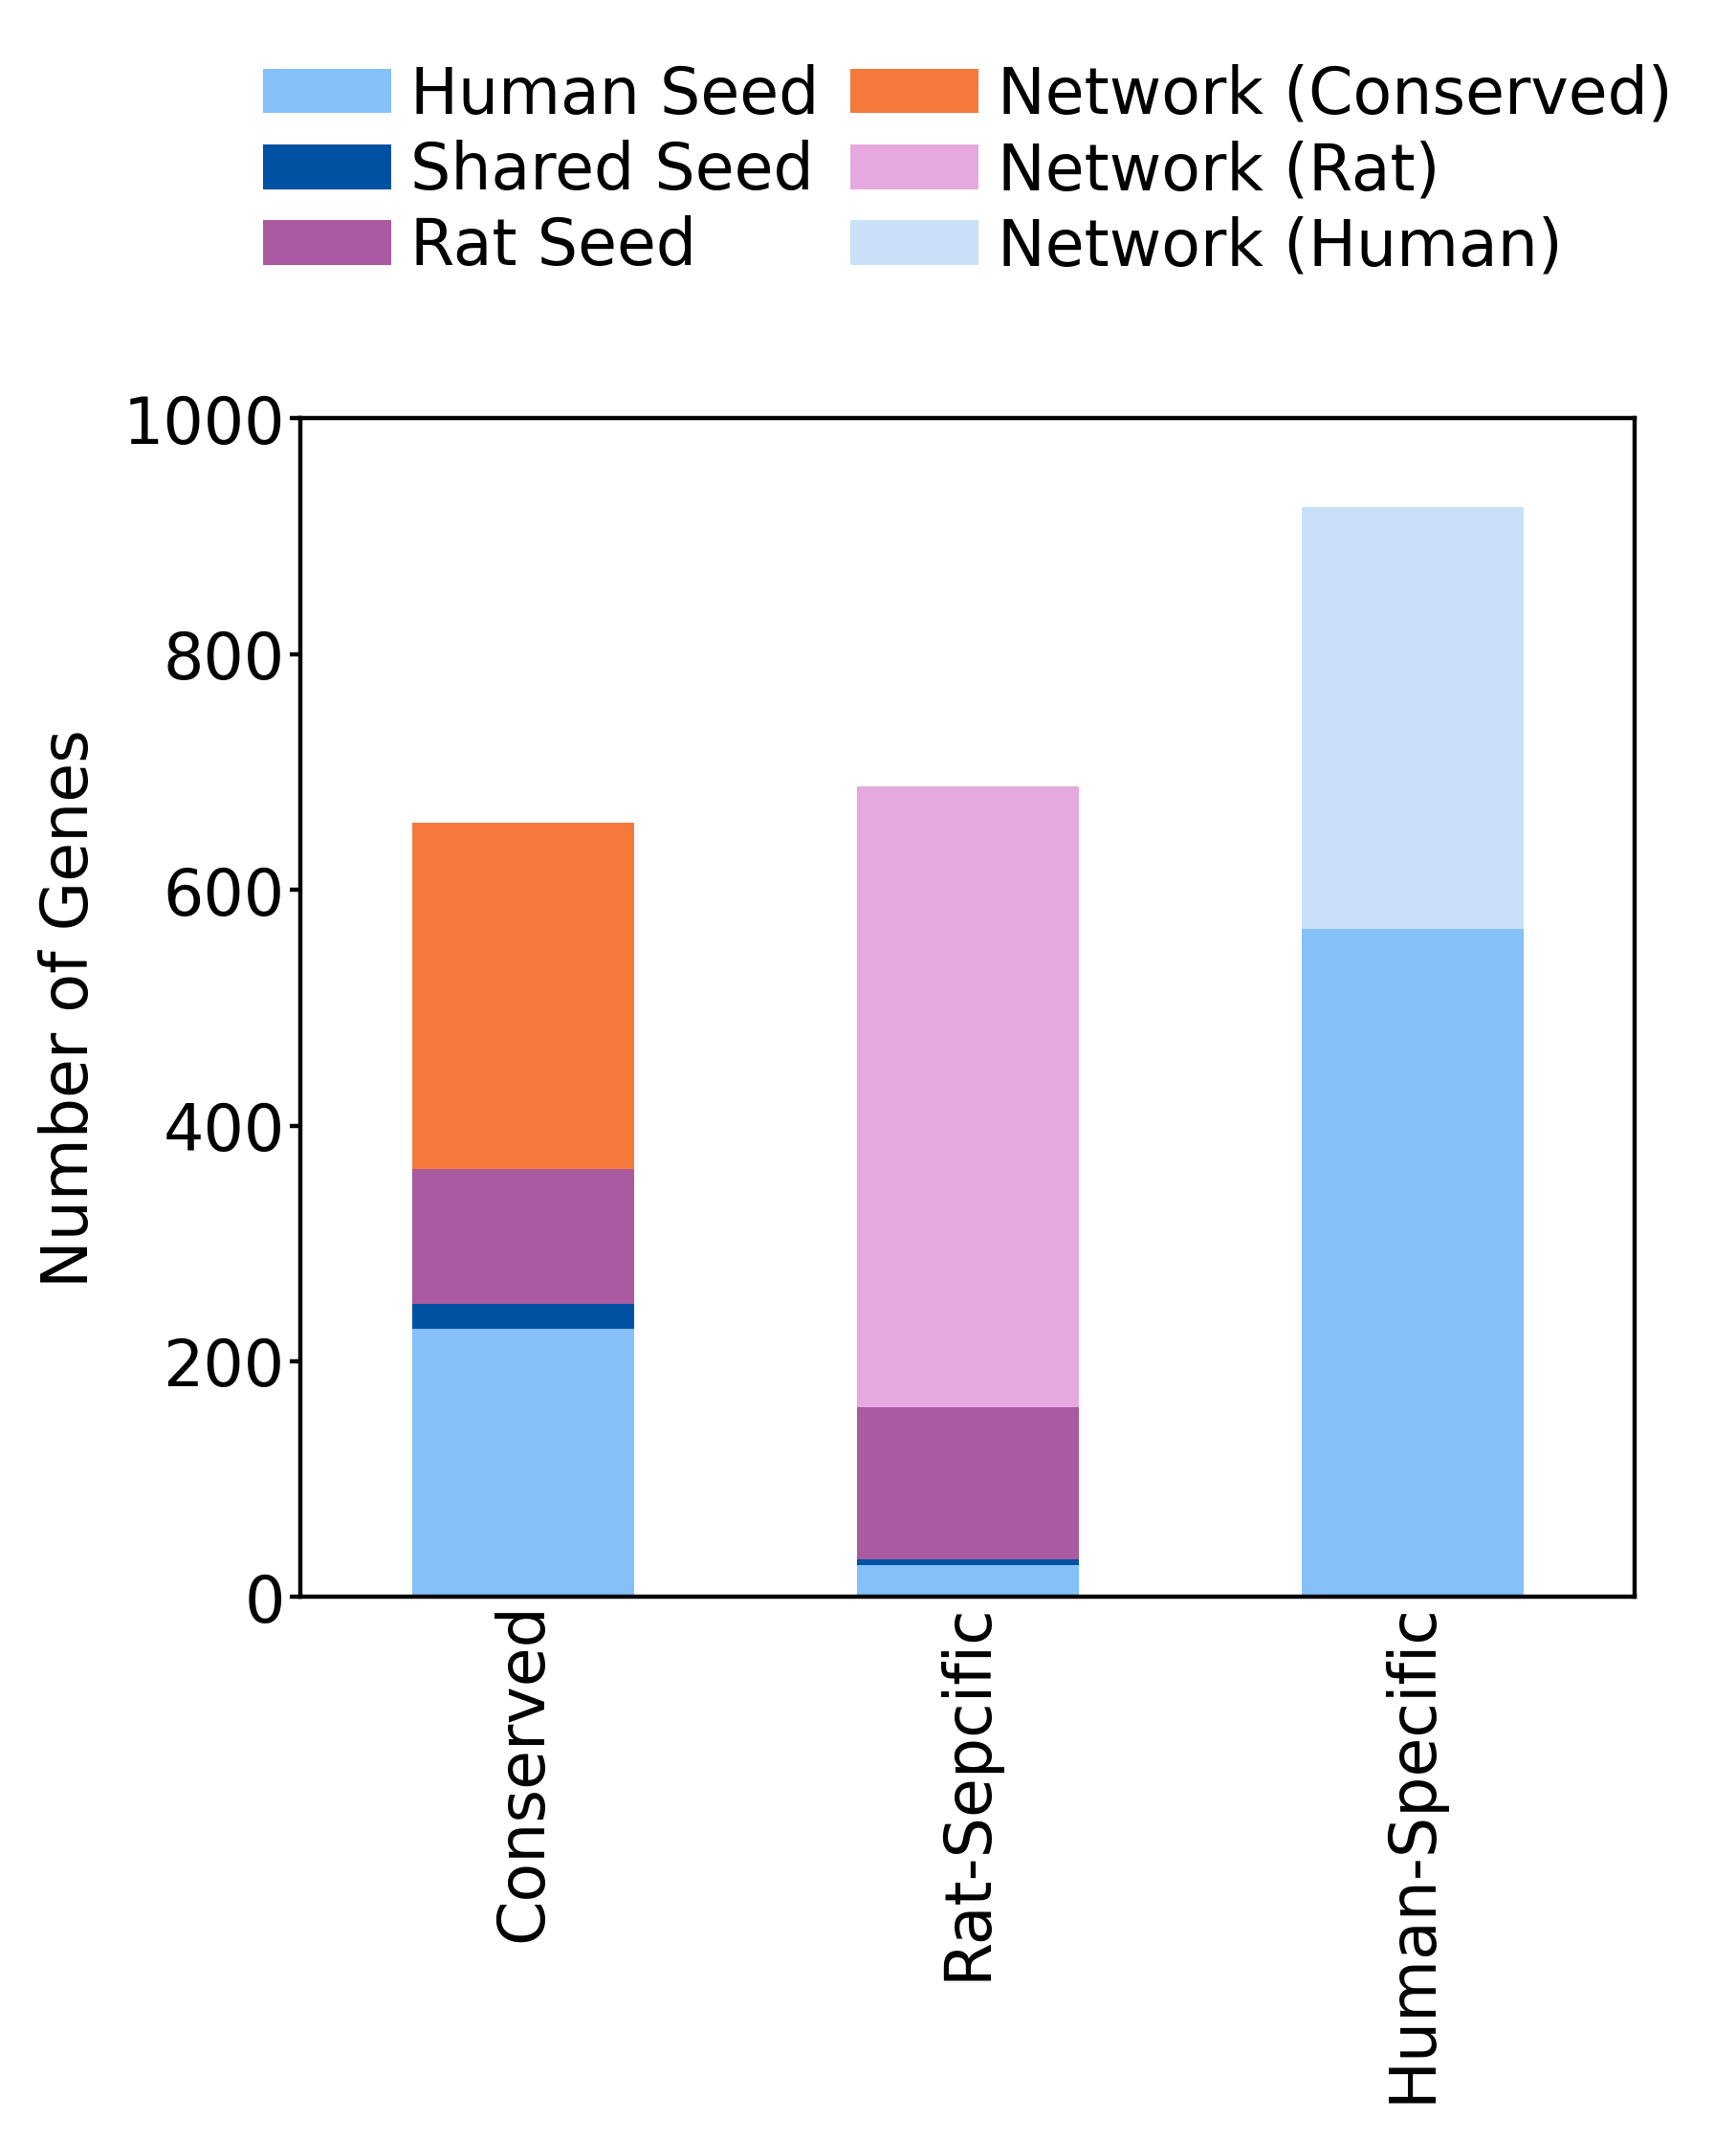 Human Seed
Shared Seed
Rat Seed
Network (Conserved)
Network (Rat)
Network (Human)
Number of Genes
1000
800
600
400
200
0
Conserved
Rat-Sepcific
Human-Specific